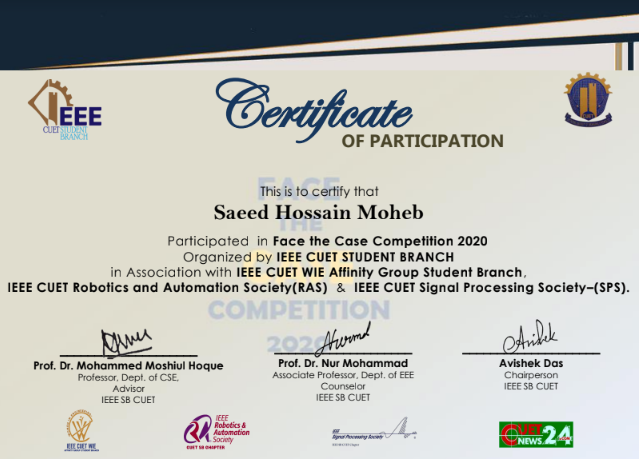 IEEE
CUET STUDENT
BRANCH
CUET
Certificate
OF PARTICIPATION
FACE
THE
CASE
COMPETITION
2020
This is to certify that
Saeed Hossain Moheb
Participated in Face the Case Competition 2020
Organized by IEEE CUET STUDENT BRANCH
in Association with IEEE CUET WIE Affinity Group Student Branch,
IEEE CUET Robotics and Automation Society(RAS) & IEEE CUET Signal Processing Society–(SPS).
Avishek
Prof. Dr. Mohammed Moshiul Hoque
Professor, Dept. of CSE,
Advisor
IEEE SB CUET
Prof. Dr. Nur Mohammad
Associate Professor, Dept. of EEE
Counselor
IEEE SB CUET
Avishek Das
Chairperson
IEEE SB CUET
IEEE CUET WIE
IEEE
Robotics &
Automation
Society
CUET SB CHAPTER
IEEE
Signal Processing Society
CUET
NEWS 24